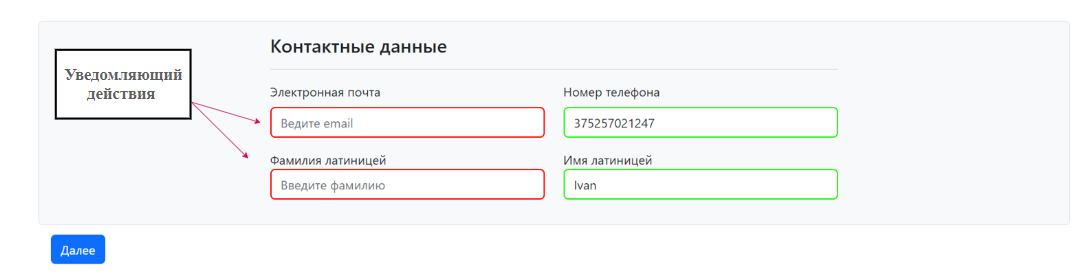 Контактные данные
Уведомляющий
действия
Электронная почта
Номер телефона
Ведите email
375257021247
Фамилия латиницей
Имя латиницей
Введите фамилию
Ivan
Далее